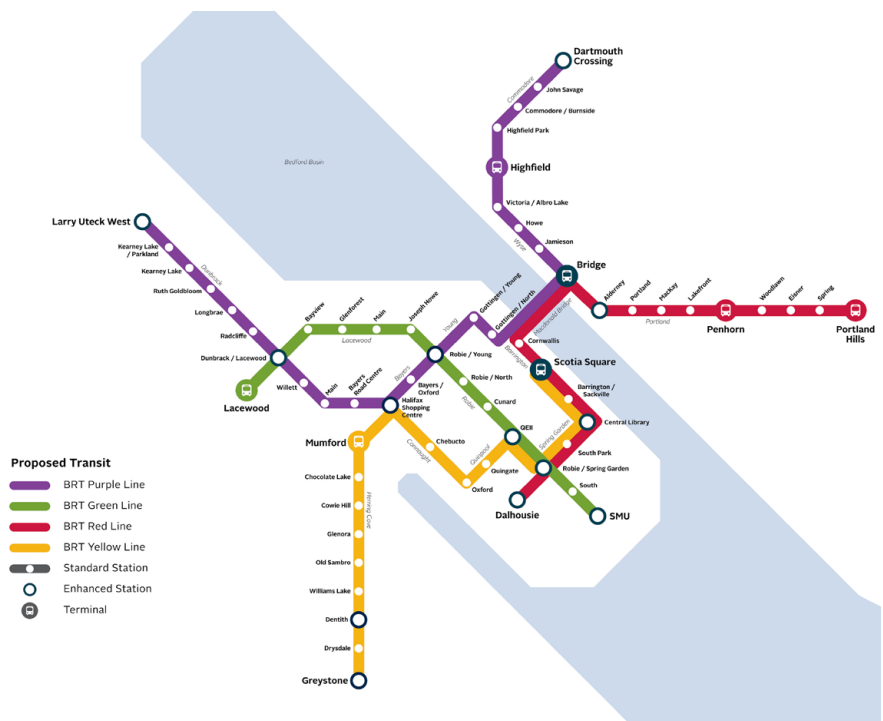 Dartmouth
Crossing
Commodore
John Savage
Commodore / Burnside
Highfield Park
Bedford Basin
Highfield
Victoria / Albro Lake
Howe
Wyse
Jamieson
Larry Uteck West
Kearney Lake
/ Parkland
Kearney Lake
Dunbrack
Ruth Goldbloom
Longbrae
Radcliffe
Dunbrack / Lacewood
Willett
Main
Bayers
Road Centre
Bayview
Glenforest
Main
Joseph Howe
Lacewood
Lacewood
Young
Gottingen / Young
Gottingen / North
Bridge
Macdonald Bridge
Alderney
Portland
MacKay
Lakefront
Portland
Penhorn
Woodlawn
Eisner
Spring
Portland
Hills
Cornwallis
Barrington
Scotia Square
Robie / Young
Bayers
Bayers /
Oxford
Robie / North
Robie
Cunard
Halifax
Shopping
Centre
Barrington /
Sackville
Central Library
Spring Garden
South Park
QEII
Quinpool
Quingate
Robie / Spring Garden
Mumford
Chebucto
Connaught
Oxford
South
Dalhousie
SMU
Chocolate Lake
Cowie Hill
Herring Cove
Glenora
Old Sambro
Williams Lake
Dentith
Drysdale
Greystone
Proposed Transit
BRT Purple Line
BRT Green Line
BRT Red Line
BRT Yellow Line
Standard Station
Enhanced Station
Terminal